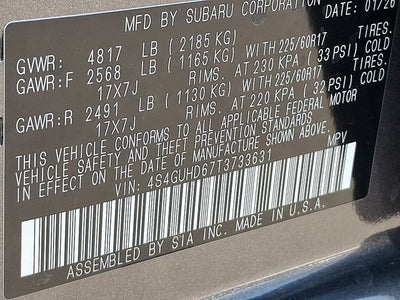 MFD BY SUBARU CORPORATION DATE 01/26
GVWR: 4817 LB (2185 KG)
GAWR:F 2568 LB (1165 KG) WITH 225/60R17 TIRES.
17X7J RIMS. AT 230 KPA (33 PSI) COLD
GAWR:R 2491 LB (1130 KG) WITH 225/60R17 TIRES.
17X7J RIMS. AT 220 KPA (32 PSI) COLD
THIS VEHICLE CONFORMS TO ALL APPLICABLE FEDERAL MOTOR
VEHICLE SAFETY AND THEFT PREVENTION STANDARDS
IN EFFECT ON THE DATE OF MANUFACTURE SHOWN ABOVE.
VIN: 4S4GUHD67T3733631 MPV
ASSEMBLED BY SIA INC. MADE IN U.S.A.